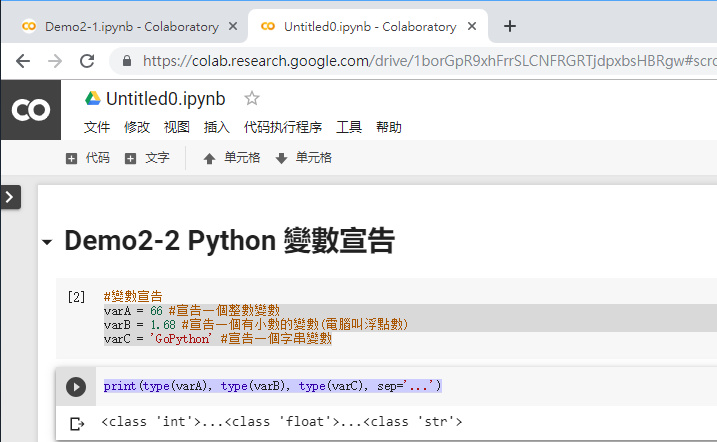 Demo2-1.ipynb - Colaboratory
Untitled0.ipynb - Colaboratory
https://colab.research.google.com/drive/1borGpR9xhFrrSLCNFRGRTjdpxbsHBRgw#scro
CO
Untitled0.ipynb
文件 修改 视图 插入 代码执行程序 工具 帮助
代码 文字 单元格 单元格
Demo2-2 Python 變數宣告
[2] #變數宣告
varA = 66 #宣告一個整數變數
varB = 1.68 #宣告一個有小數的變數(電腦叫浮點數)
varC = 'GoPython' #宣告一個字串變數
print(type(varA), type(varB), type(varC), sep='...')
<class 'int'>...<class 'float'>...<class 'str'>